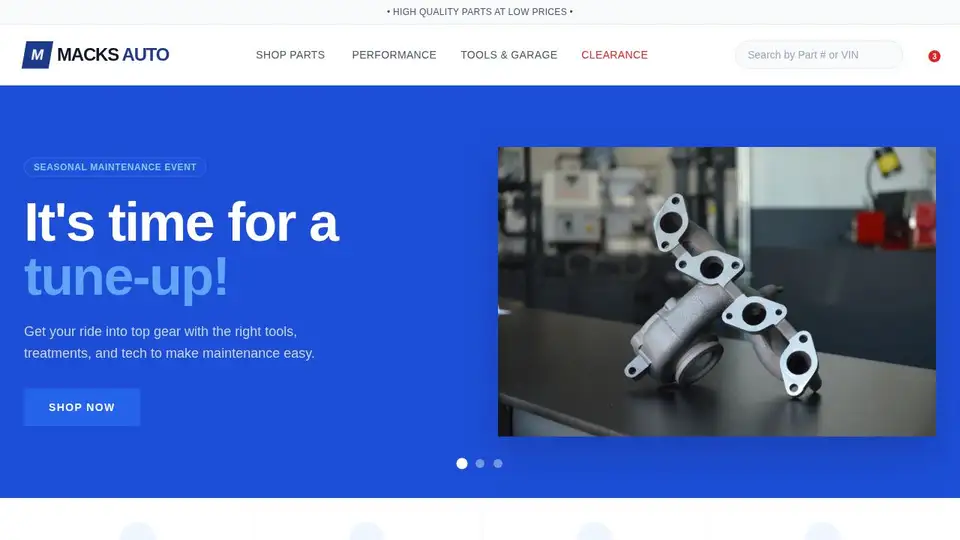 • HIGH QUALITY PARTS AT LOW PRICES •
M MACKS AUTO
SHOP PARTS
PERFORMANCE
TOOLS & GARAGE
CLEARANCE
Search by Part # or VIN
3
SEASONAL MAINTENANCE EVENT
It's time for a
tune-up!
Get your ride into top gear with the right tools,
treatments, and tech to make maintenance easy.
SHOP NOW